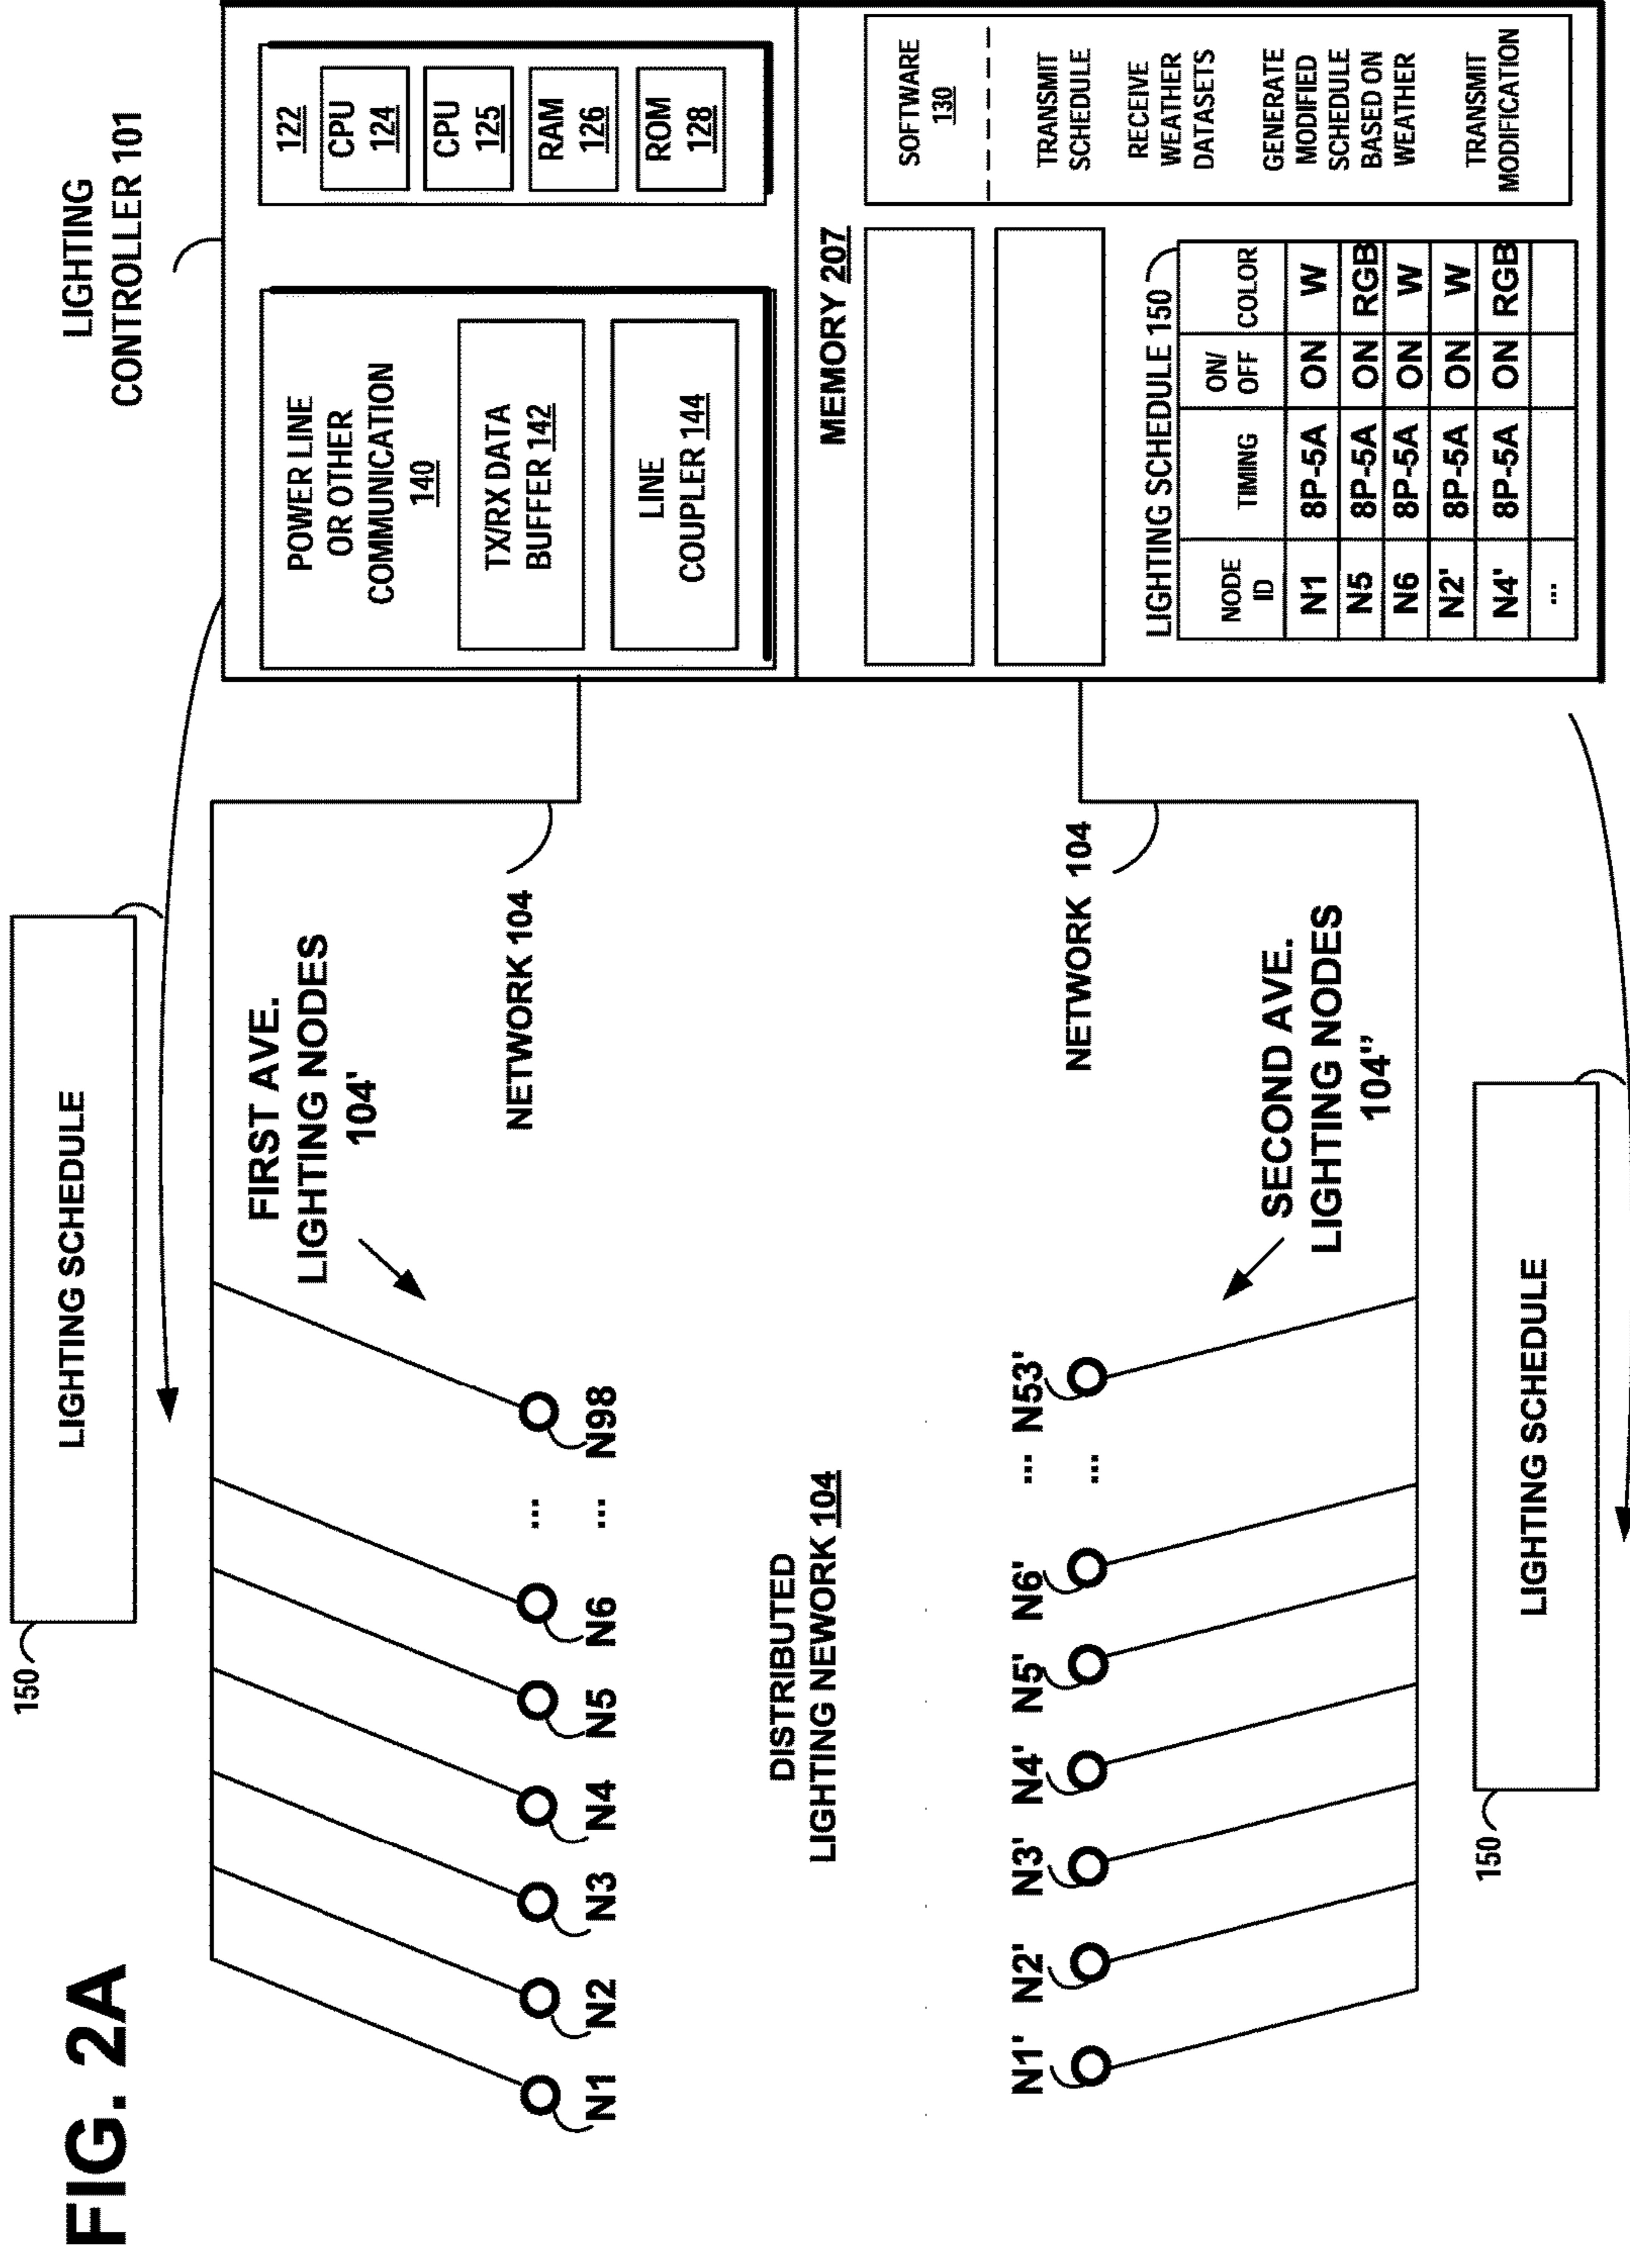 FIG. 2A
150
LIGHTING SCHEDULE
LIGHTING
CONTROLLER 101
FIRST AVE.
LIGHTING NODES
104'
NETWORK 104
N1
N2
N3
N4
N5
N6
...
...
N98
DISTRIBUTED
LIGHTING NEWORK 104
N1'
N2'
N3'
N4'
N5'
N6'
...
...
N53'
NETWORK 104
SECOND AVE.
LIGHTING NODES
104"
150
LIGHTING SCHEDULE
POWER LINE
OR OTHER
COMMUNICATION
140
TX/RX DATA
BUFFER 142
LINE
COUPLER 144
122
CPU
124
CPU
125
RAM
126
ROM
128
MEMORY 207
LIGHTING SCHEDULE 150
NODE
ID
TIMING
ON/
OFF
COLOR
N1 8P-5A ON W
N5 8P-5A ON RGB
N6 8P-5A ON W
N2' 8P-5A ON W
N4' 8P-5A ON RGB
...
SOFTWARE
130
TRANSMIT
SCHEDULE
RECEIVE
WEATHER
DATASETS
GENERATE
MODIFIED
SCHEDULE
BASED ON
WEATHER
TRANSMIT
MODIFICATION